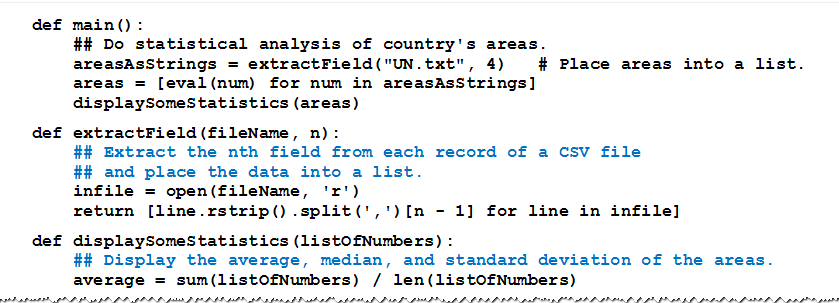 def main():
    ## Do statistical analysis of country's areas.
    areasAsStrings = extractField("UN.txt", 4)   # Place areas into a list.
    areas = [eval(num) for num in areasAsStrings]
    displaySomeStatistics(areas)
def extractField(fileName, n):
    ## Extract the nth field from each record of a CSV file
    ## and place the data into a list.
    infile = open(fileName, 'r')
    return [line.rstrip().split(',')[n - 1] for line in infile]
def displaySomeStatistics(listOfNumbers):
    ## Display the average, median, and standard deviation of the areas.
    average = sum(listOfNumbers) / len(listOfNumbers)